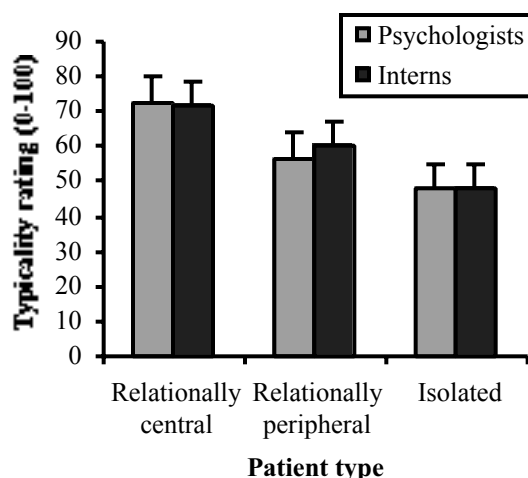 Psychologists
Interns
Typicality rating (0-100)
90
80
70
60
50
40
30
20
10
0
Relationally central
Relationally peripheral
Isolated
Patient type